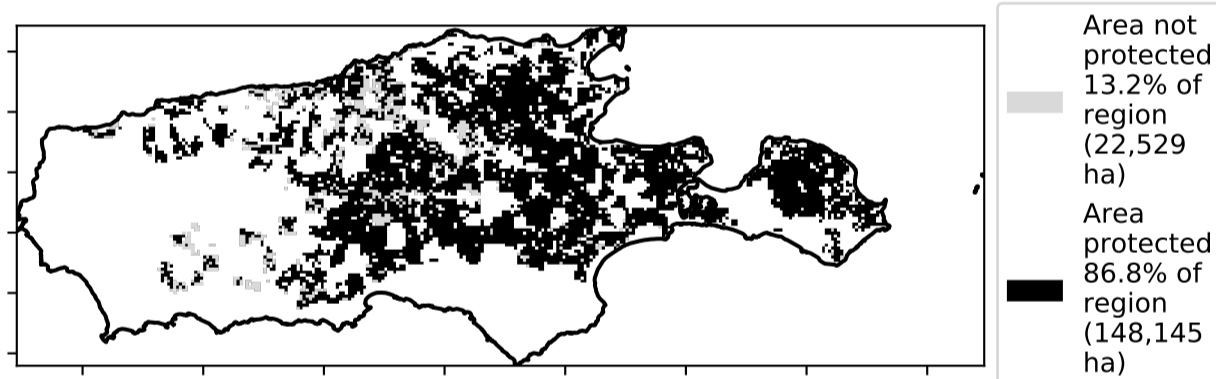 Area not
protected
13.2% of
region
(22,529
ha)
Area
protected
86.8% of
region
(148,145
ha)